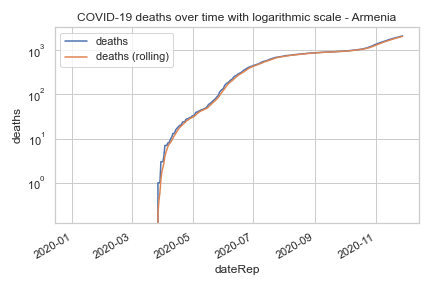 COVID-19 deaths over time with logarithmic scale - Armenia
deaths
deaths (rolling)
10³
10²
10¹
10⁰
deaths
2020-01
2020-03
2020-05
2020-07
2020-09
2020-11
dateRep